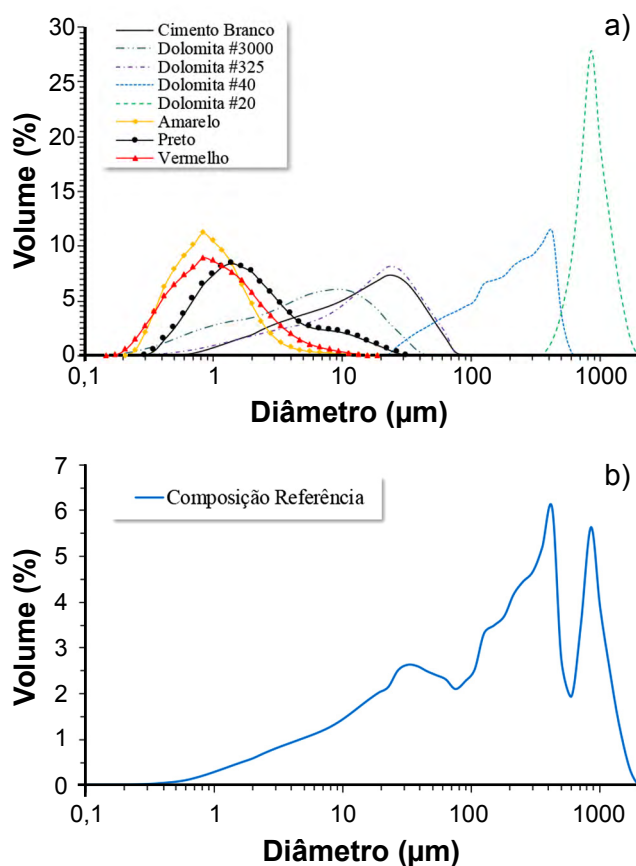 a)
Cimento Branco
Dolomita #3000
Dolomita #325
Dolomita #40
Dolomita #20
Amarelo
Preto
Vermelho
30
25
20
15
10
5
0
Volume (%)
0,1 1 10 100 1000
Diâmetro (µm)
b)
Composição Referência
7
6
5
4
3
2
1
0
Volume (%)
0,1 1 10 100 1000
Diâmetro (µm)